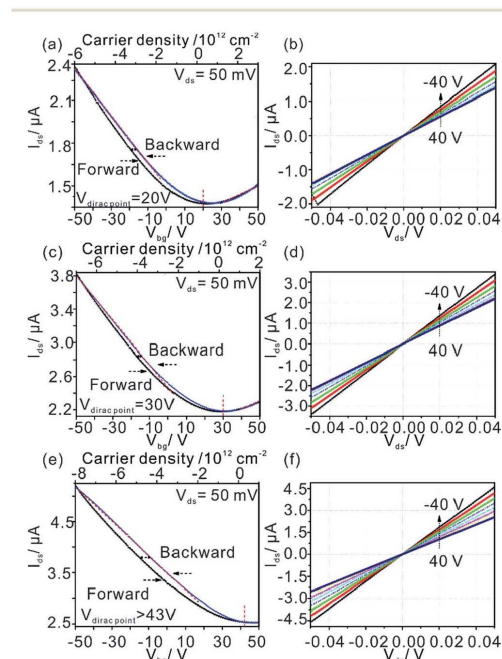 (a) Carrier density /10¹² cm⁻²
-6 -4 -2 0 2 4
V_ds = 50 mV
2.4
2.1
1.8
1.5
I_ds/ μA
Backward
Forward
V_dirac point=20V
-50 -30 -10 0 10 30 50
V_bg/ V
(b)
2.0
1.0
0.0
-1.0
-2.0
I_ds/ μA
-40 V
40 V
-0.04 -0.02 0.00 0.02 0.04
V_ds/ V
(c) Carrier density /10¹² cm⁻²
-6 -4 -2 0 2
V_ds = 50 mV
3.8
3.4
3.0
2.6
2.2
I_ds/ μA
Backward
Forward
V_dirac point=30V
-50 -30 -10 0 10 30 50
V_bg/ V
(d)
3.0
2.0
1.0
0.0
-1.0
-2.0
-3.0
I_ds/ μA
-40 V
40 V
-0.04 -0.02 0.00 0.02 0.04
V_ds/ V
(e) Carrier density /10¹² cm⁻²
-8 -6 -4 -2 0
V_ds = 50 mV
4.5
3.5
2.5
I_ds/ μA
Backward
Forward
V_dirac point>43V
-50 -30 -10 0 10 30 50
(f)
4.5
3.0
1.5
0.0
-1.5
-3.0
-4.5
I_ds/ μA
-40 V
40 V
-0.04 -0.02 0.00 0.02 0.04